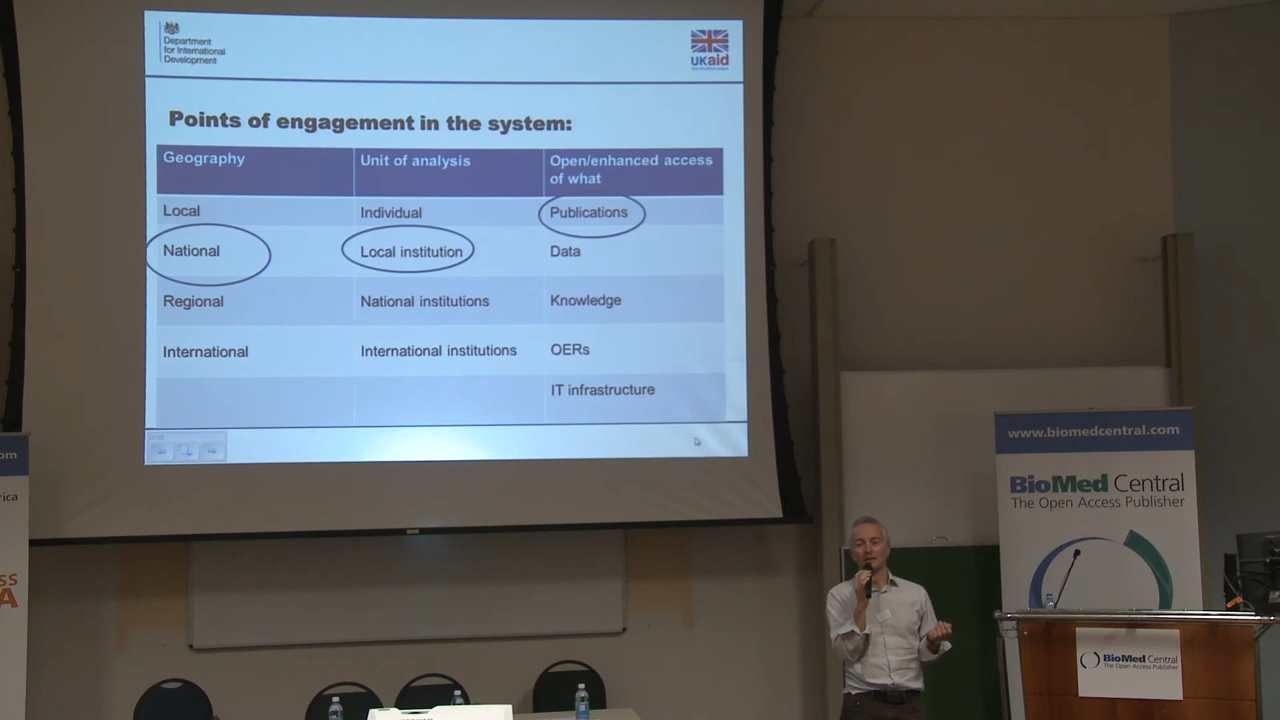 Department
for International
Development
UKaid
Points of engagement in the system:
Geography
Unit of analysis
Open/enhanced access
of what
Local
Individual
Publications
National
Local institution
Data
Regional
National institutions
Knowledge
International
International institutions
OERs
IT infrastructure
www.biomedcentral.com
BioMed Central
The Open Access Publisher
BioMed Central
The Open Access Publisher
om
rica
SS
A